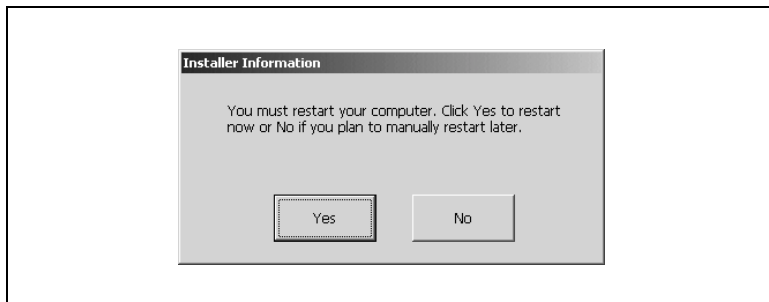 Installer Information
You must restart your computer. Click Yes to restart
now or No if you plan to manually restart later.
Yes
No